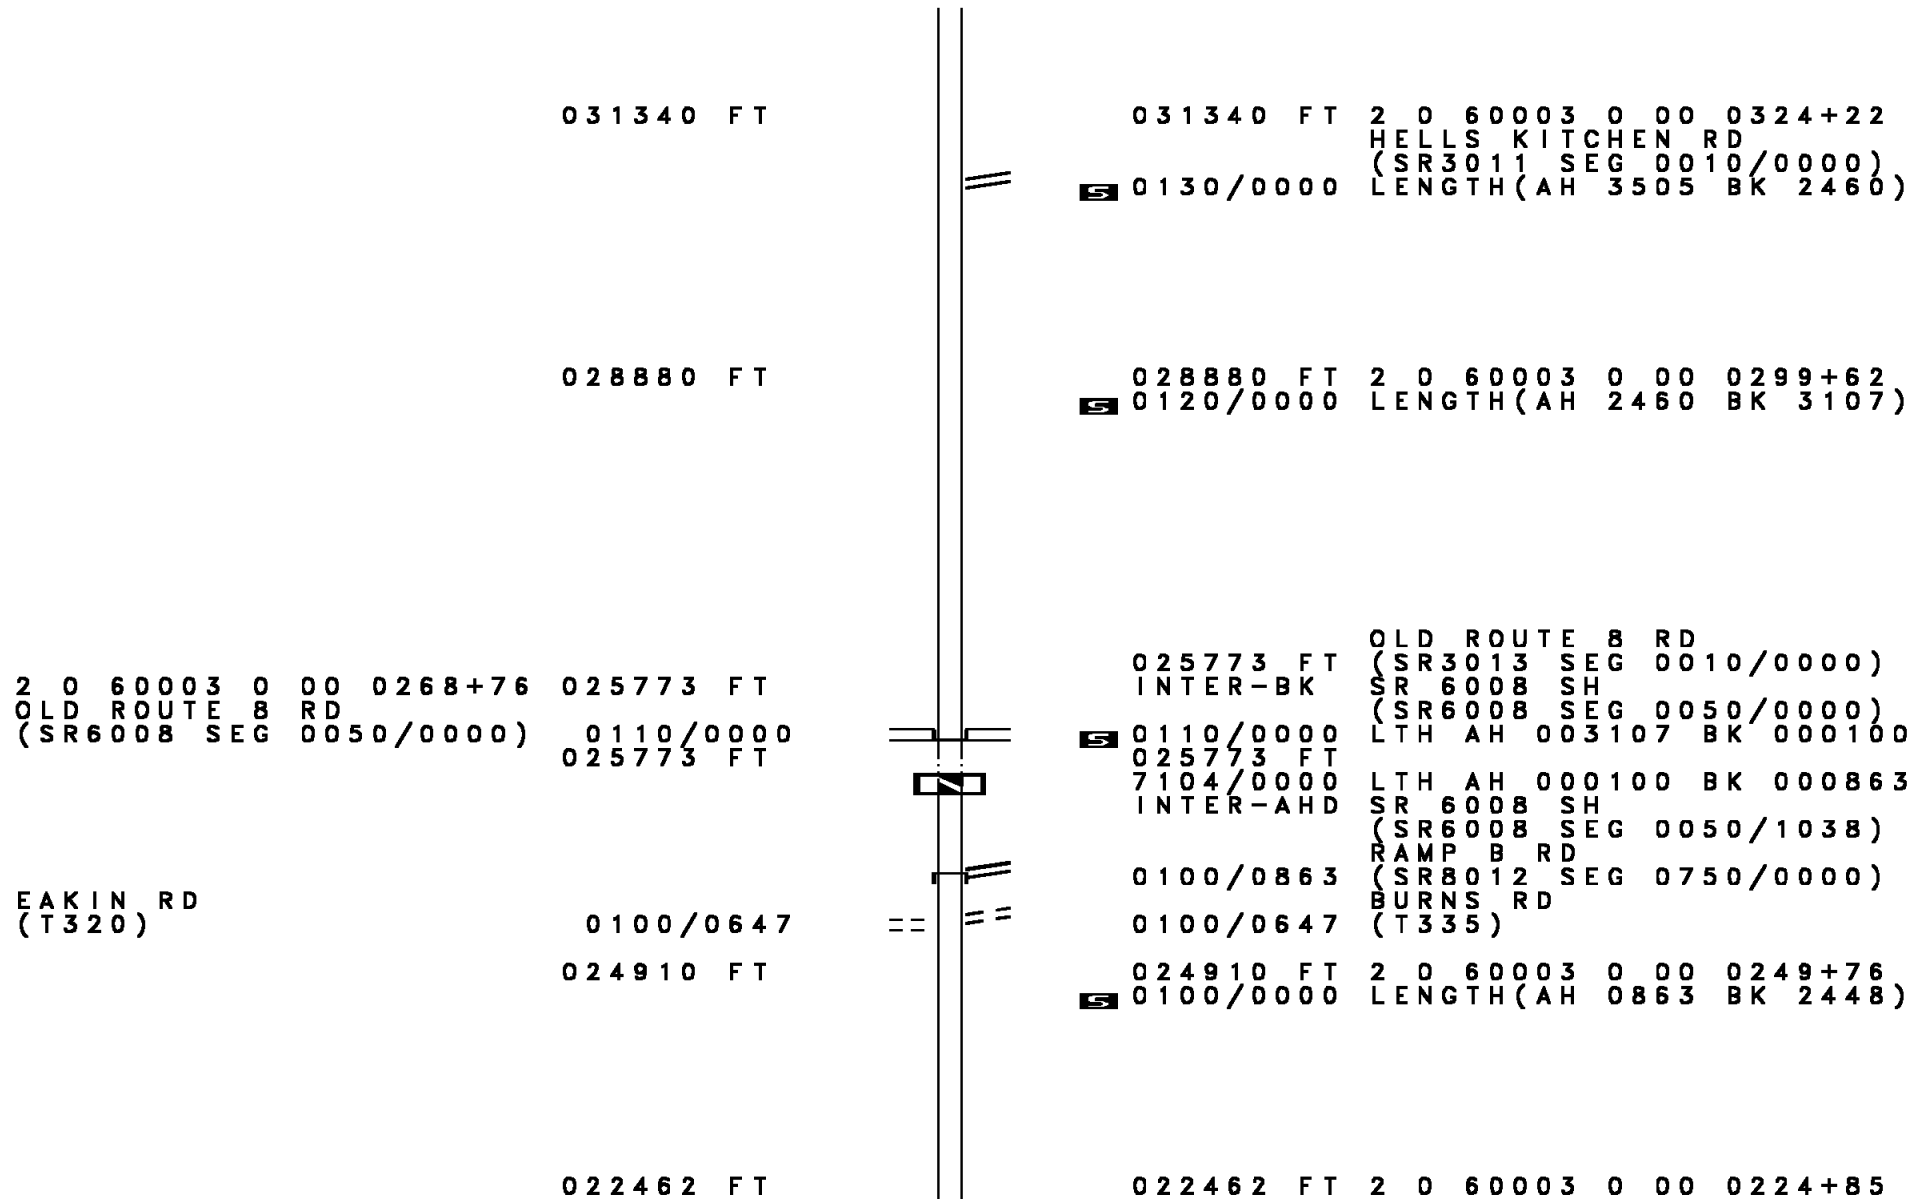 031340 FT 031340 FT 2 0 60003 0 00 0324+22
HELLS KITCHEN RD
(SR3011 SEG 0010/0000)
S 0130/0000 LENGTH(AH 3505 BK 2460)
028880 FT 028880 FT 2 0 60003 0 00 0299+62
S 0120/0000 LENGTH(AH 2460 BK 3107)
OLD ROUTE 8 RD
025773 FT (SR3013 SEG 0010/0000)
2 0 60003 0 00 0268+76 025773 FT INTER-BK SR 6008 SH
OLD ROUTE 8 RD (SR6008 SEG 0050/0000)
(SR6008 SEG 0050/0000) 0110/0000 S 0110/0000 LTH AH 003107 BK 000100
025773 FT 025773 FT
7104/0000 LTH AH 000100 BK 000863
INTER-AHD SR 6008 SH
(SR6008 SEG 0050/1038)
RAMP B RD
0100/0863 (SR8012 SEG 0750/0000)
EAKIN RD BURNS RD
(T320) 0100/0647 0100/0647 (T335)
024910 FT 024910 FT 2 0 60003 0 00 0249+76
S 0100/0000 LENGTH(AH 0863 BK 2448)
022462 FT 022462 FT 2 0 60003 0 00 0224+85